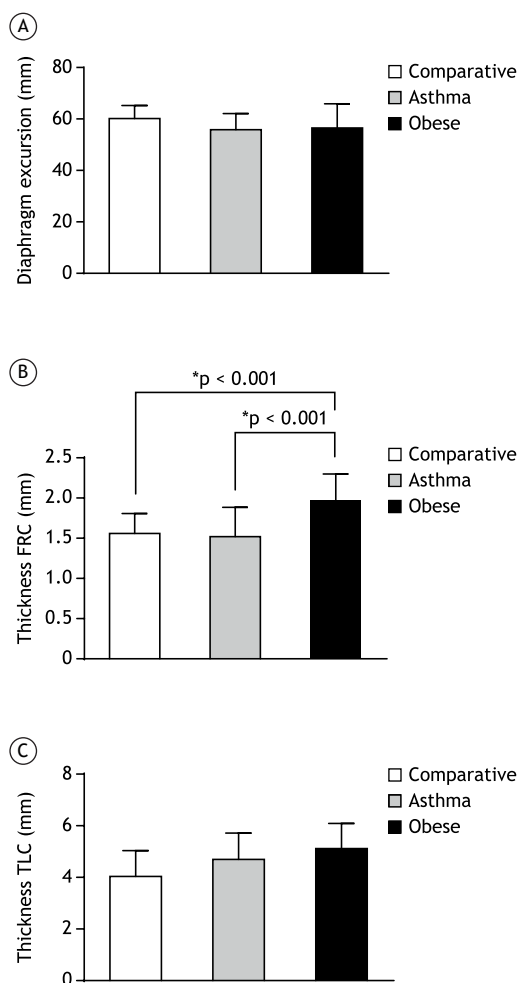 A
Diaphragm excursion (mm)
80
60
40
20
0
Comparative
Asthma
Obese
B
*p < 0.001
*p < 0.001
Thickness FRC (mm)
2.5
2.0
1.5
1.0
0.5
0
Comparative
Asthma
Obese
C
Thickness TLC (mm)
8
6
4
2
0
Comparative
Asthma
Obese